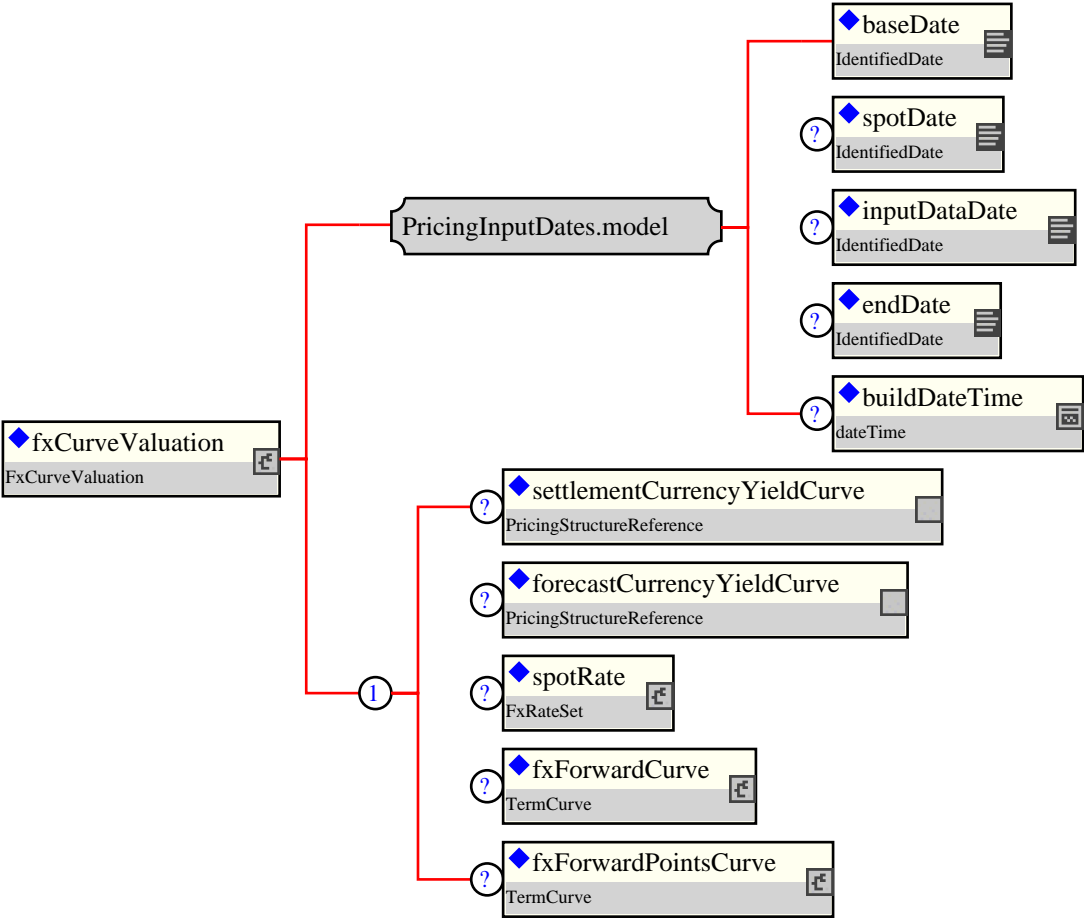 baseDate
IdentifiedDate
? spotDate
IdentifiedDate
PricingInputDates.model
? inputDataDate
IdentifiedDate
? endDate
IdentifiedDate
? buildDateTime
dateTime
fxCurveValuation
FxCurveValuation
? settlementCurrencyYieldCurve
PricingStructureReference
? forecastCurrencyYieldCurve
PricingStructureReference
1
? spotRate
FxRateSet
? fxForwardCurve
TermCurve
? fxForwardPointsCurve
TermCurve